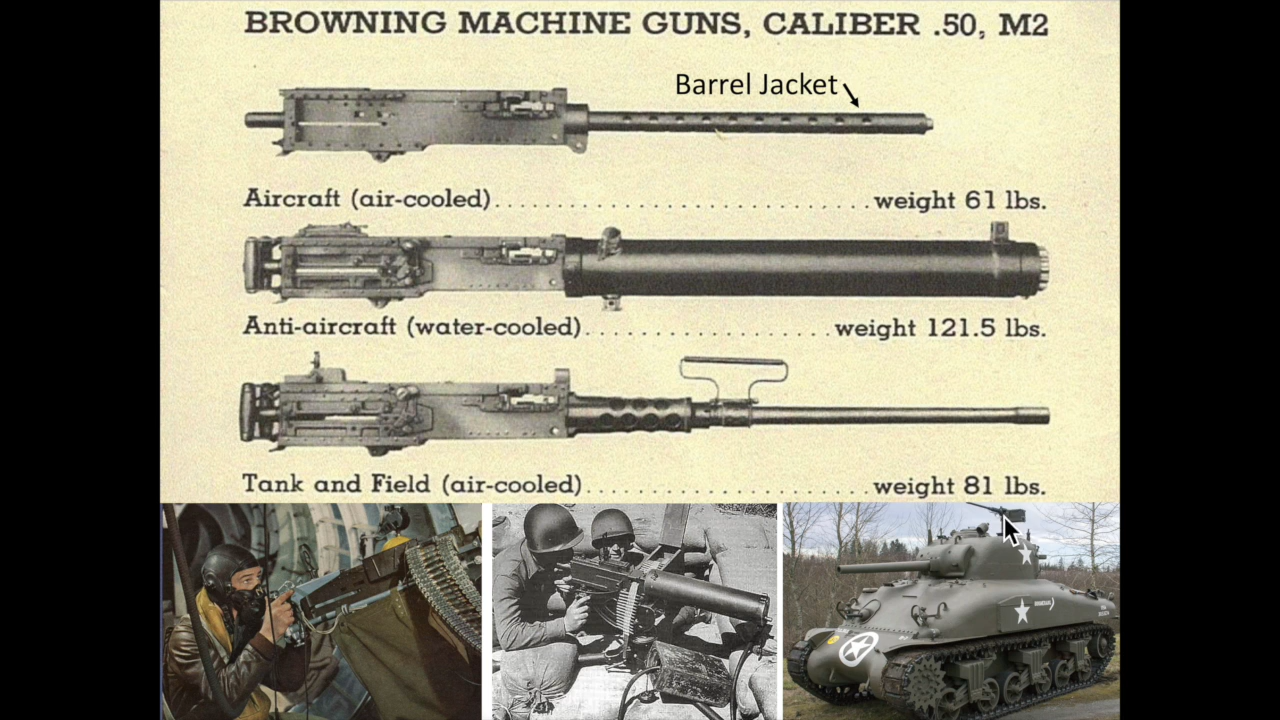 BROWNING MACHINE GUNS, CALIBER .50, M2
Barrel Jacket
Aircraft (air-cooled)..........................weight 61 lbs.
Anti-aircraft (water-cooled)................weight 121.5 lbs.
Tank and Field (air-cooled)..................weight 81 lbs.